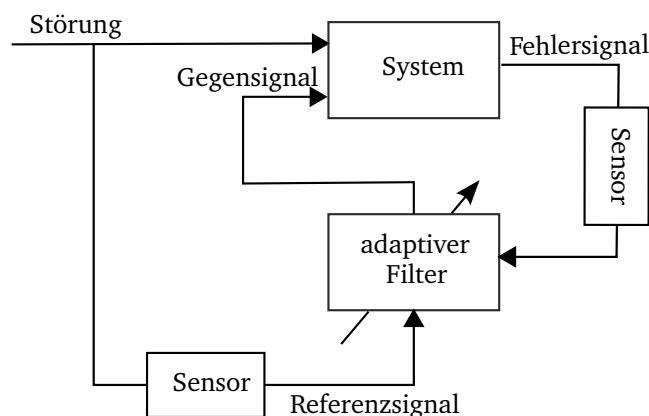 Störung
System
Fehlersignal
Gegensignal
Sensor
adaptiver
Filter
Sensor
Referenzsignal